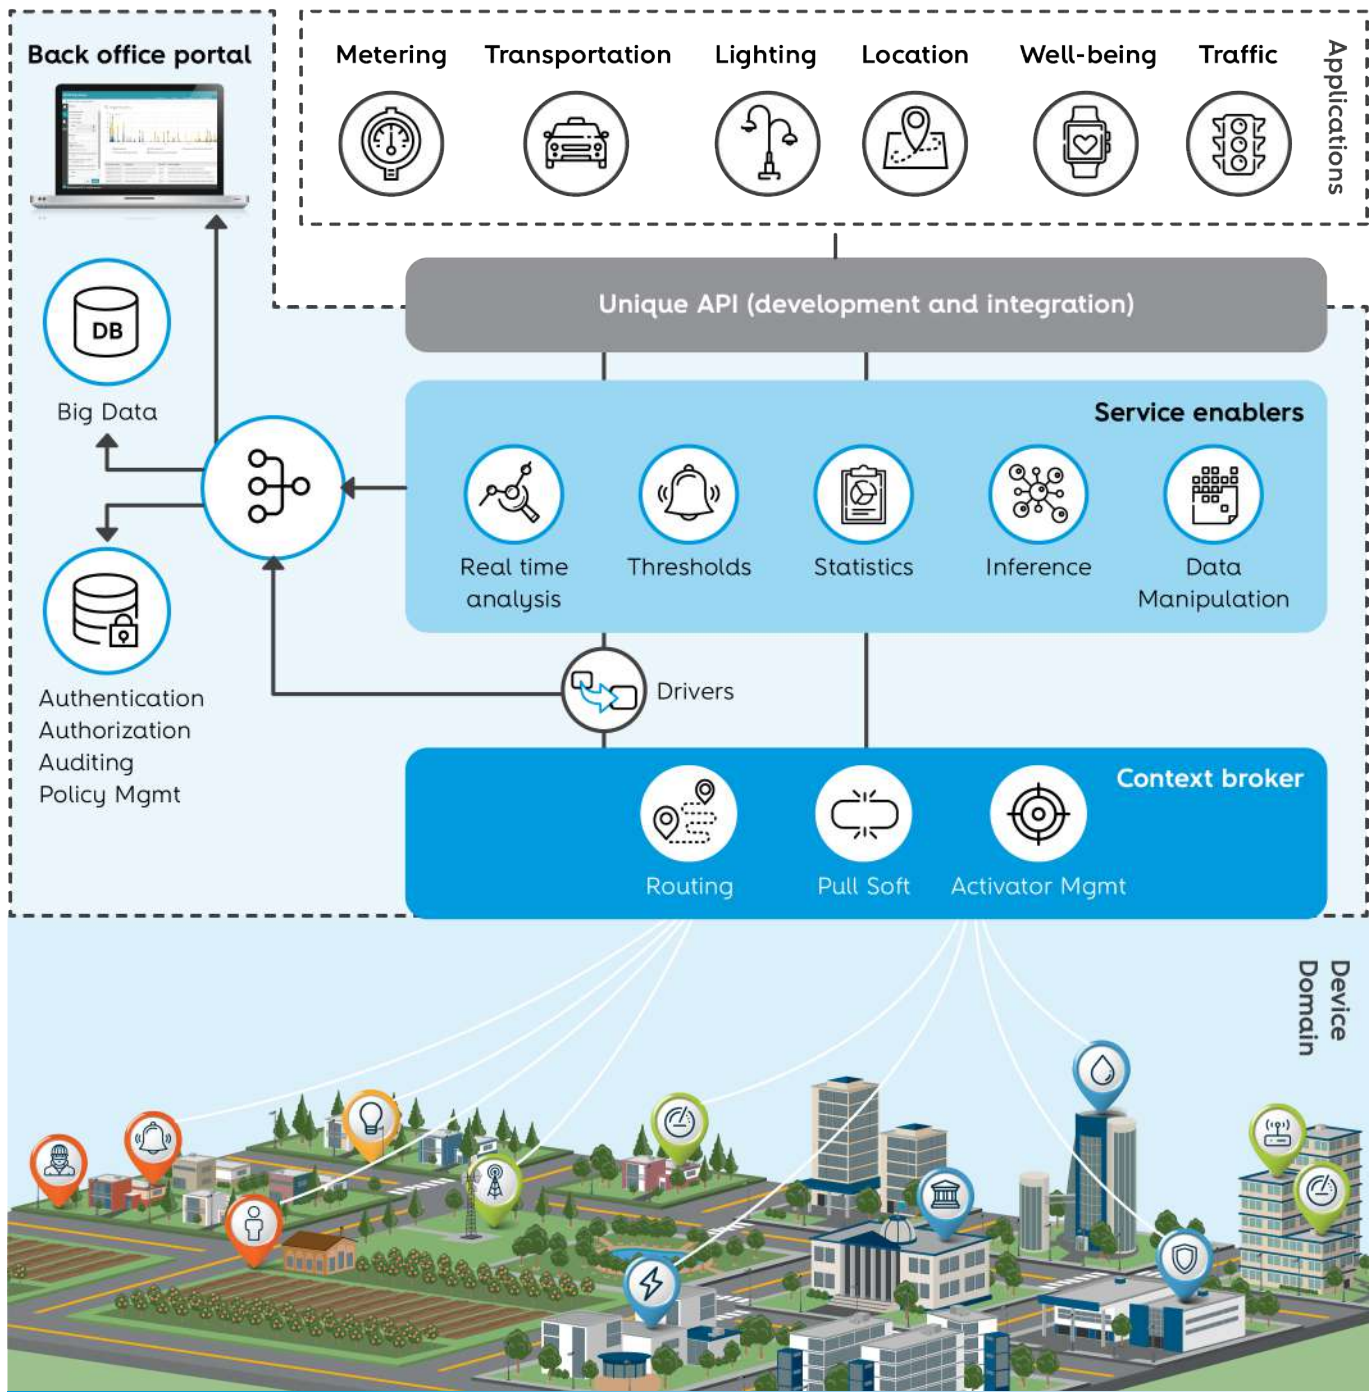 Back office portal
Metering
Transportation
Lighting
Location
Well-being
Traffic
Applications
Unique API (development and integration)
DB
Big Data
Service enablers
Real time
analysis
Thresholds
Statistics
Inference
Data
Manipulation
Authentication
Authorization
Auditing
Policy Mgmt
Drivers
Context broker
Routing
Pull Soft
Activator Mgmt
Device
Domain